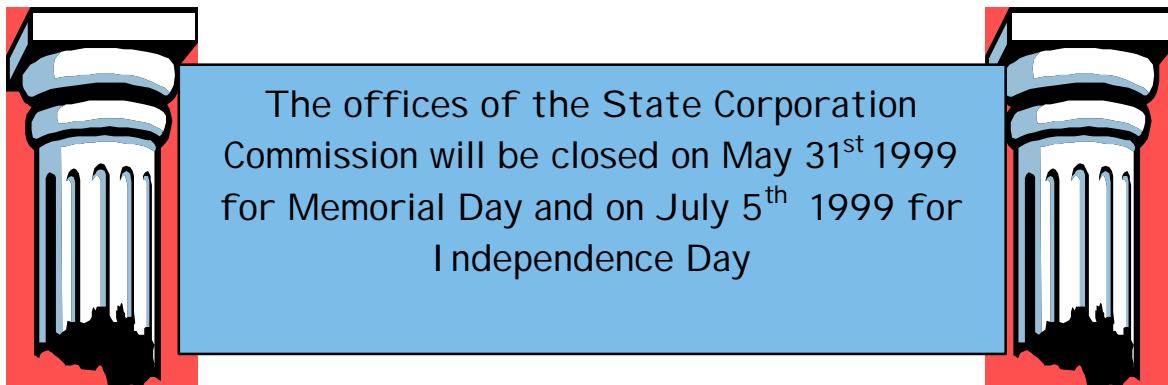 The offices of the State Corporation
Commission will be closed on May 31st 1999
for Memorial Day and on July 5th 1999 for
Independence Day